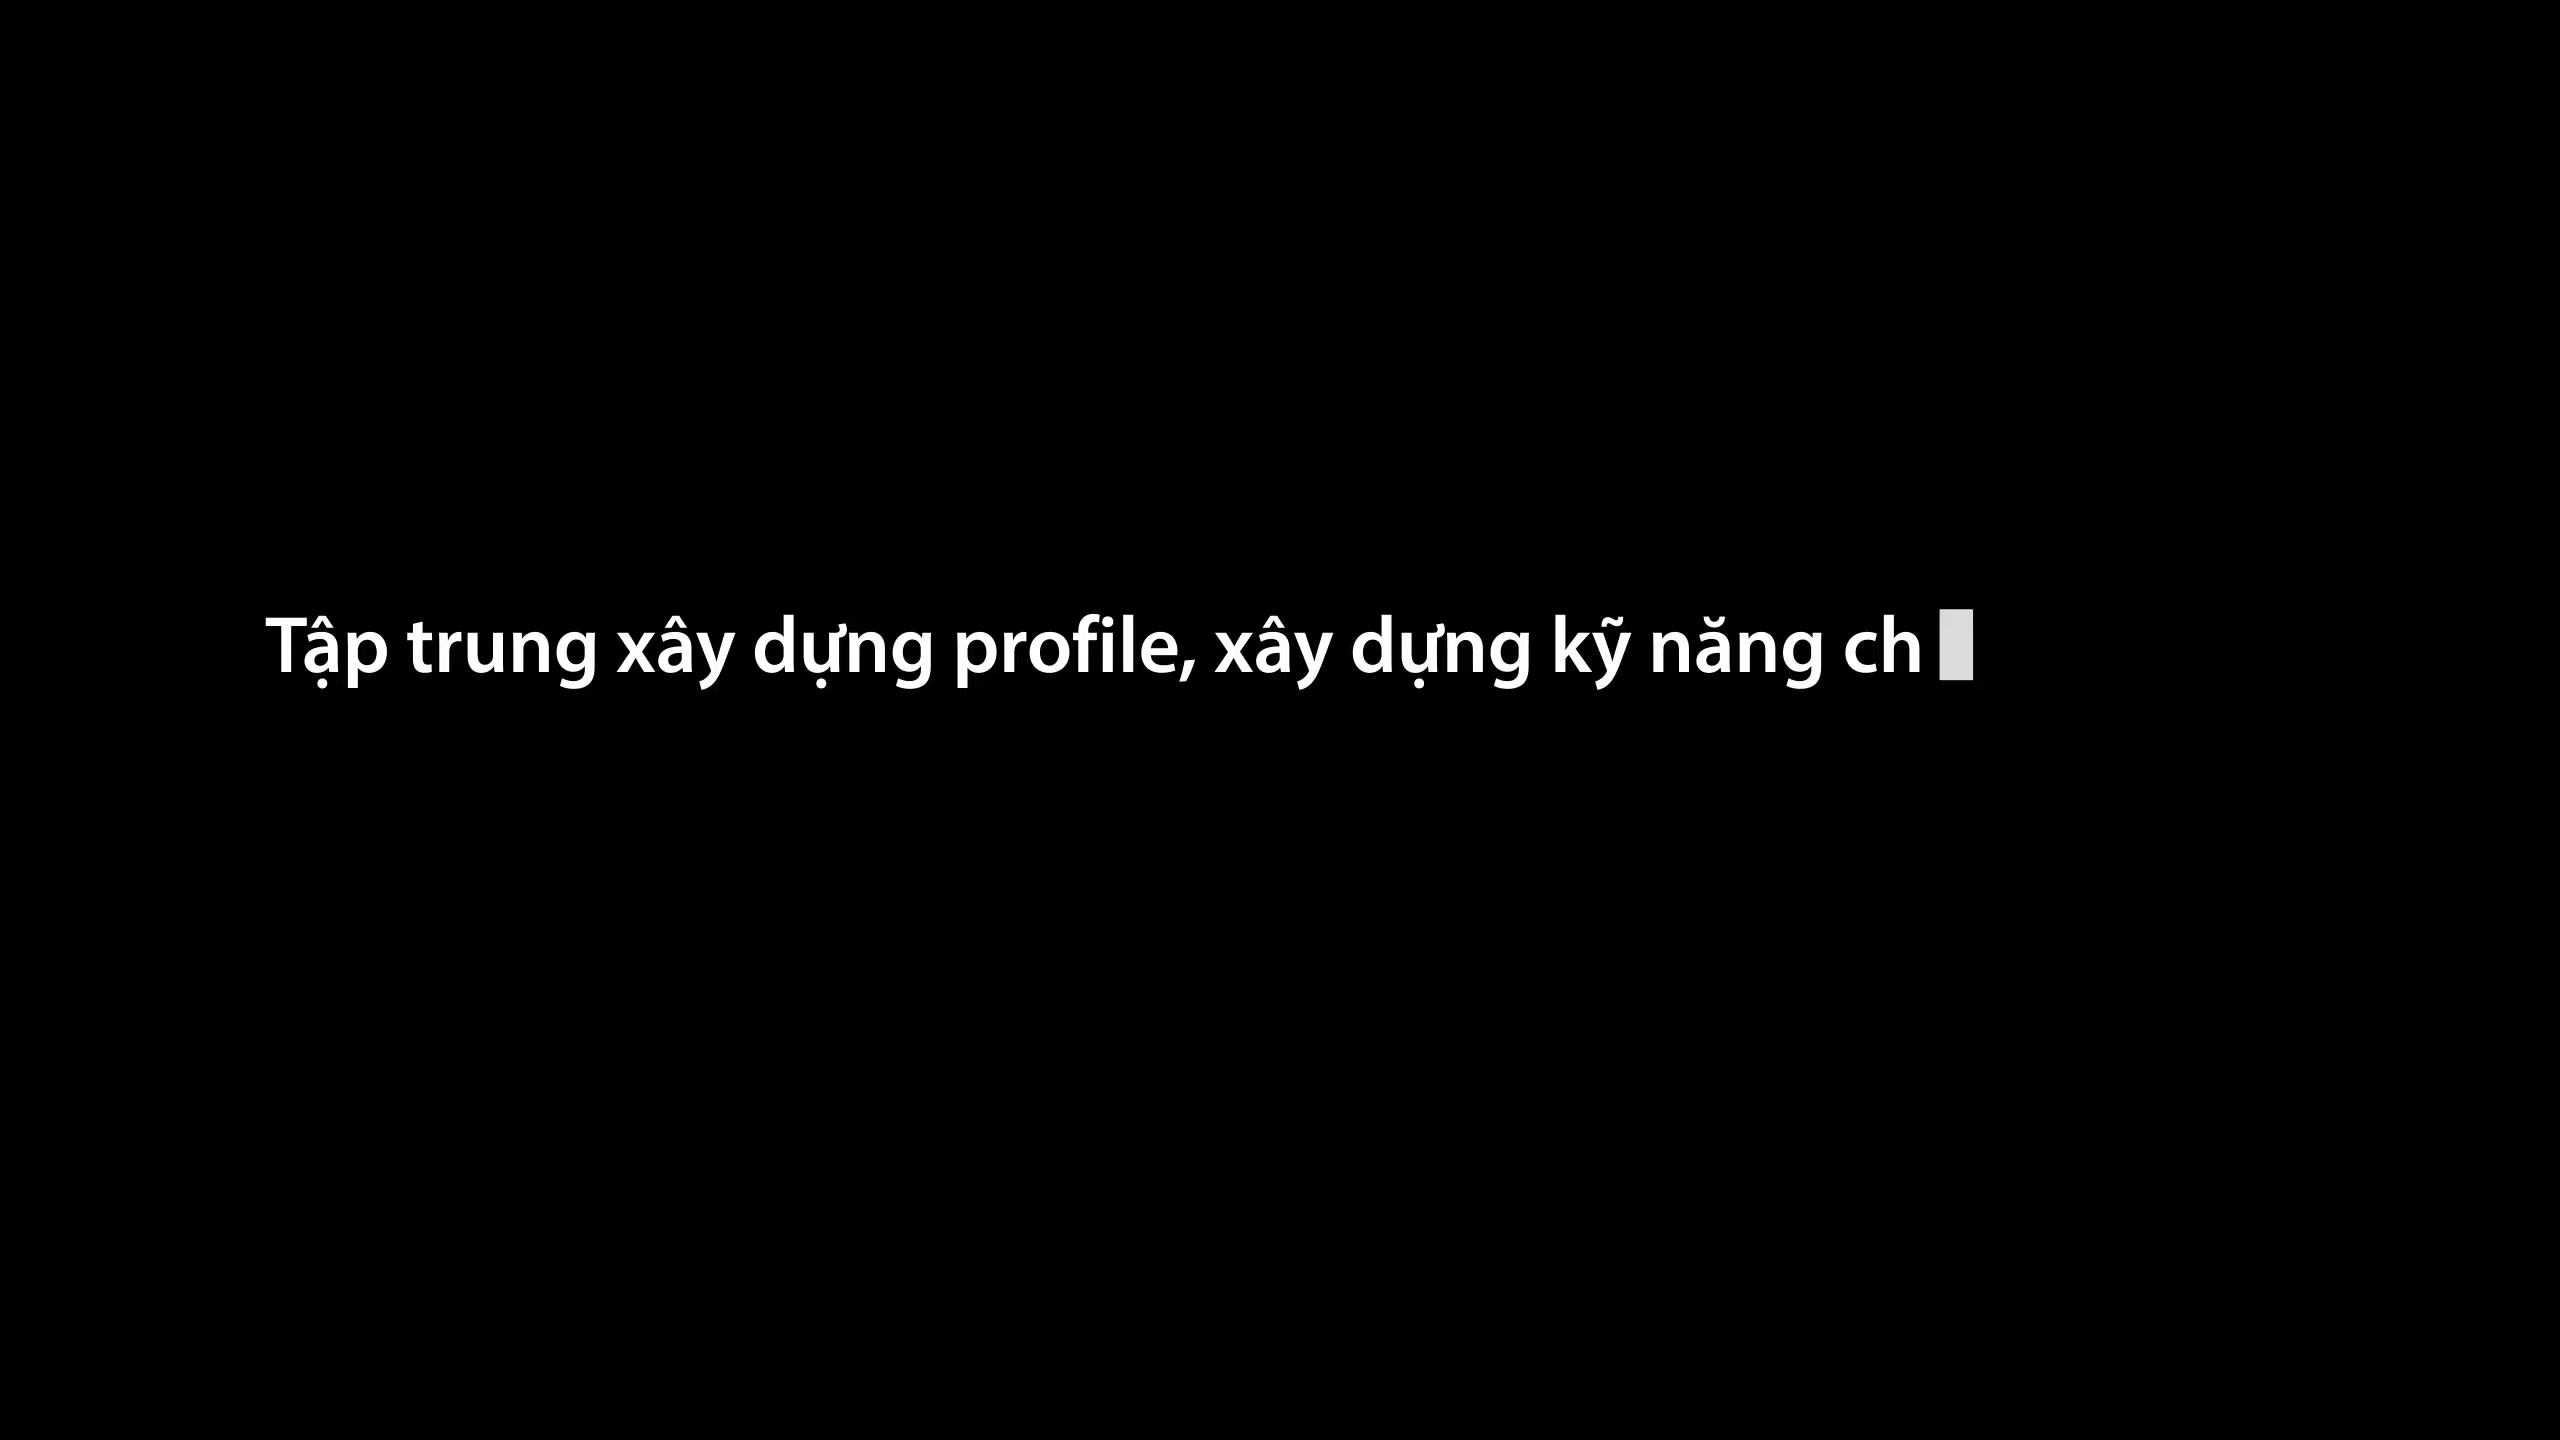 Tập trung xây dựng profile, xây dựng kỹ năng ch